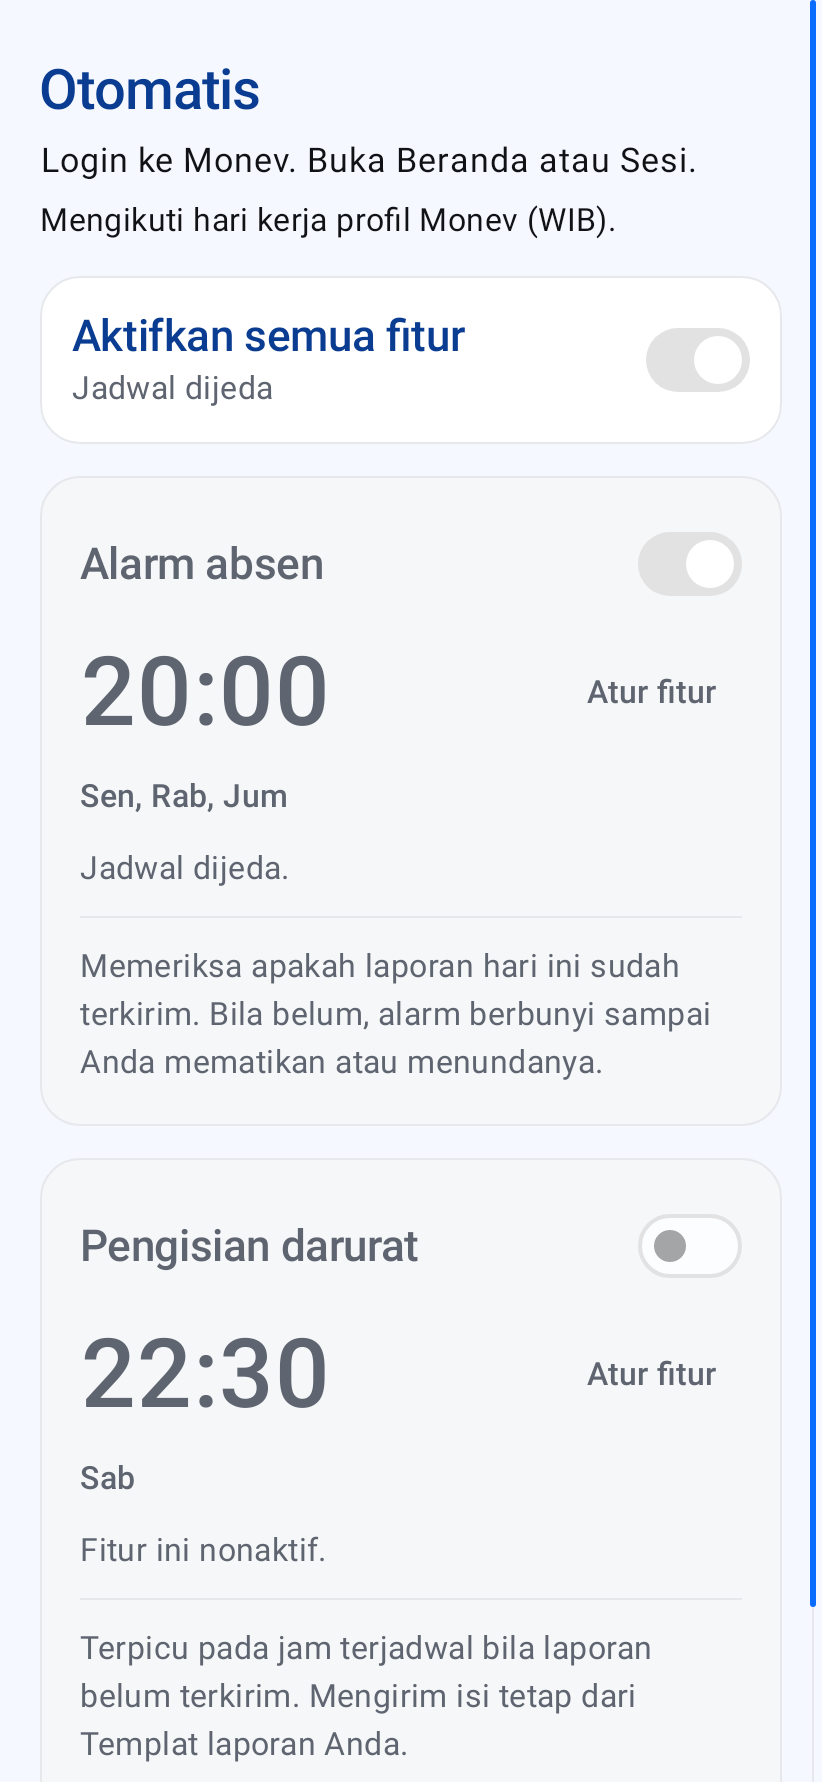 Otomatis
Login ke Monev. Buka Beranda atau Sesi.
Mengikuti hari kerja profil Monev (WIB).
Aktifkan semua fitur
Jadwal dijeda
Alarm absen
20:00
Atur fitur
Sen, Rab, Jum
Jadwal dijeda.
Memeriksa apakah laporan hari ini sudah
terkirim. Bila belum, alarm berbunyi sampai
Anda mematikan atau menundanya.
Pengisian darurat
22:30
Atur fitur
Sab
Fitur ini nonaktif.
Terpicu pada jam terjadwal bila laporan
belum terkirim. Mengirim isi tetap dari
Templat laporan Anda.